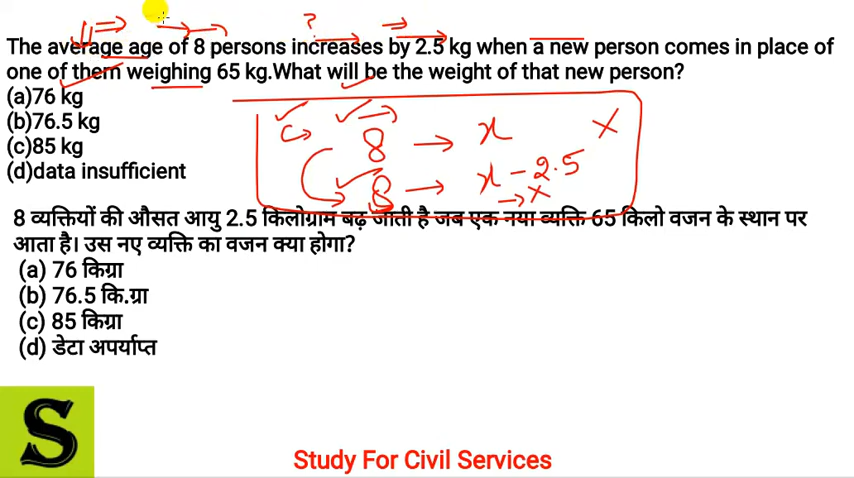 The average age of 8 persons increases by 2.5 kg when a new person comes in place of
one of them weighing 65 kg.What will be the weight of that new person?
(a)76 kg
(b)76.5 kg
(c)85 kg
(d)data insufficient
?
8 → x
8 → x - 2.5
8 व्यक्तियों की औसत आयु 2.5 किलोग्राम बढ़ जाती है जब एक नया व्यक्ति 65 किलो वजन के स्थान पर
आता है। उस नए व्यक्ति का वजन क्या होगा?
(a) 76 किग्रा
(b) 76.5 कि.ग्रा
(c) 85 किग्रा
(d) डेटा अपर्याप्त
S
Study For Civil Services